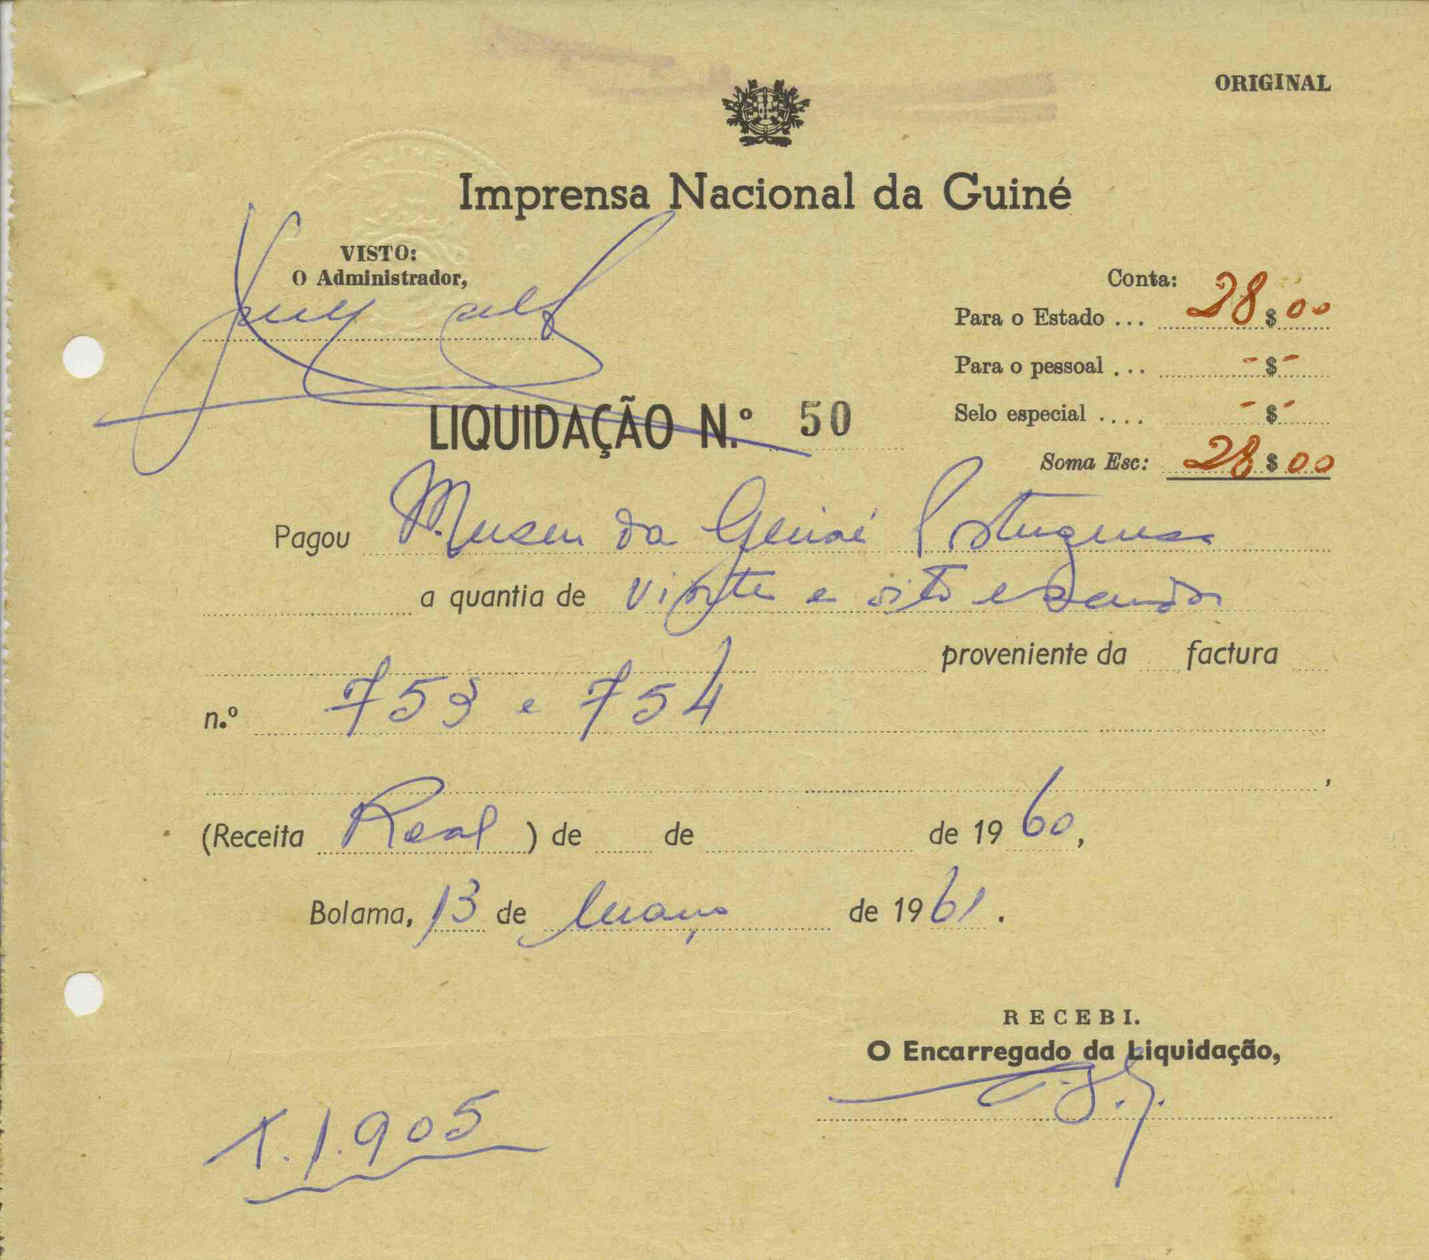 ORIGINAL
Imprensa Nacional da Guiné
VISTO:
O Administrador,
Conta:
Para o Estado ... 28$00
Para o pessoal ... -$-
Selo especial .... -$-
Soma Esc: 28$00
LIQUIDAÇÃO N.º 50
Pagou Museu da Guiné Portuguesa
a quantia de vinte e oito escudos
proveniente da factura
n.º 753 e 754
,
(Receita Real) de de de 1960,
Bolama, 13 de Março de 1961.
RECEBI.
O Encarregado da Liquidação,
1.905